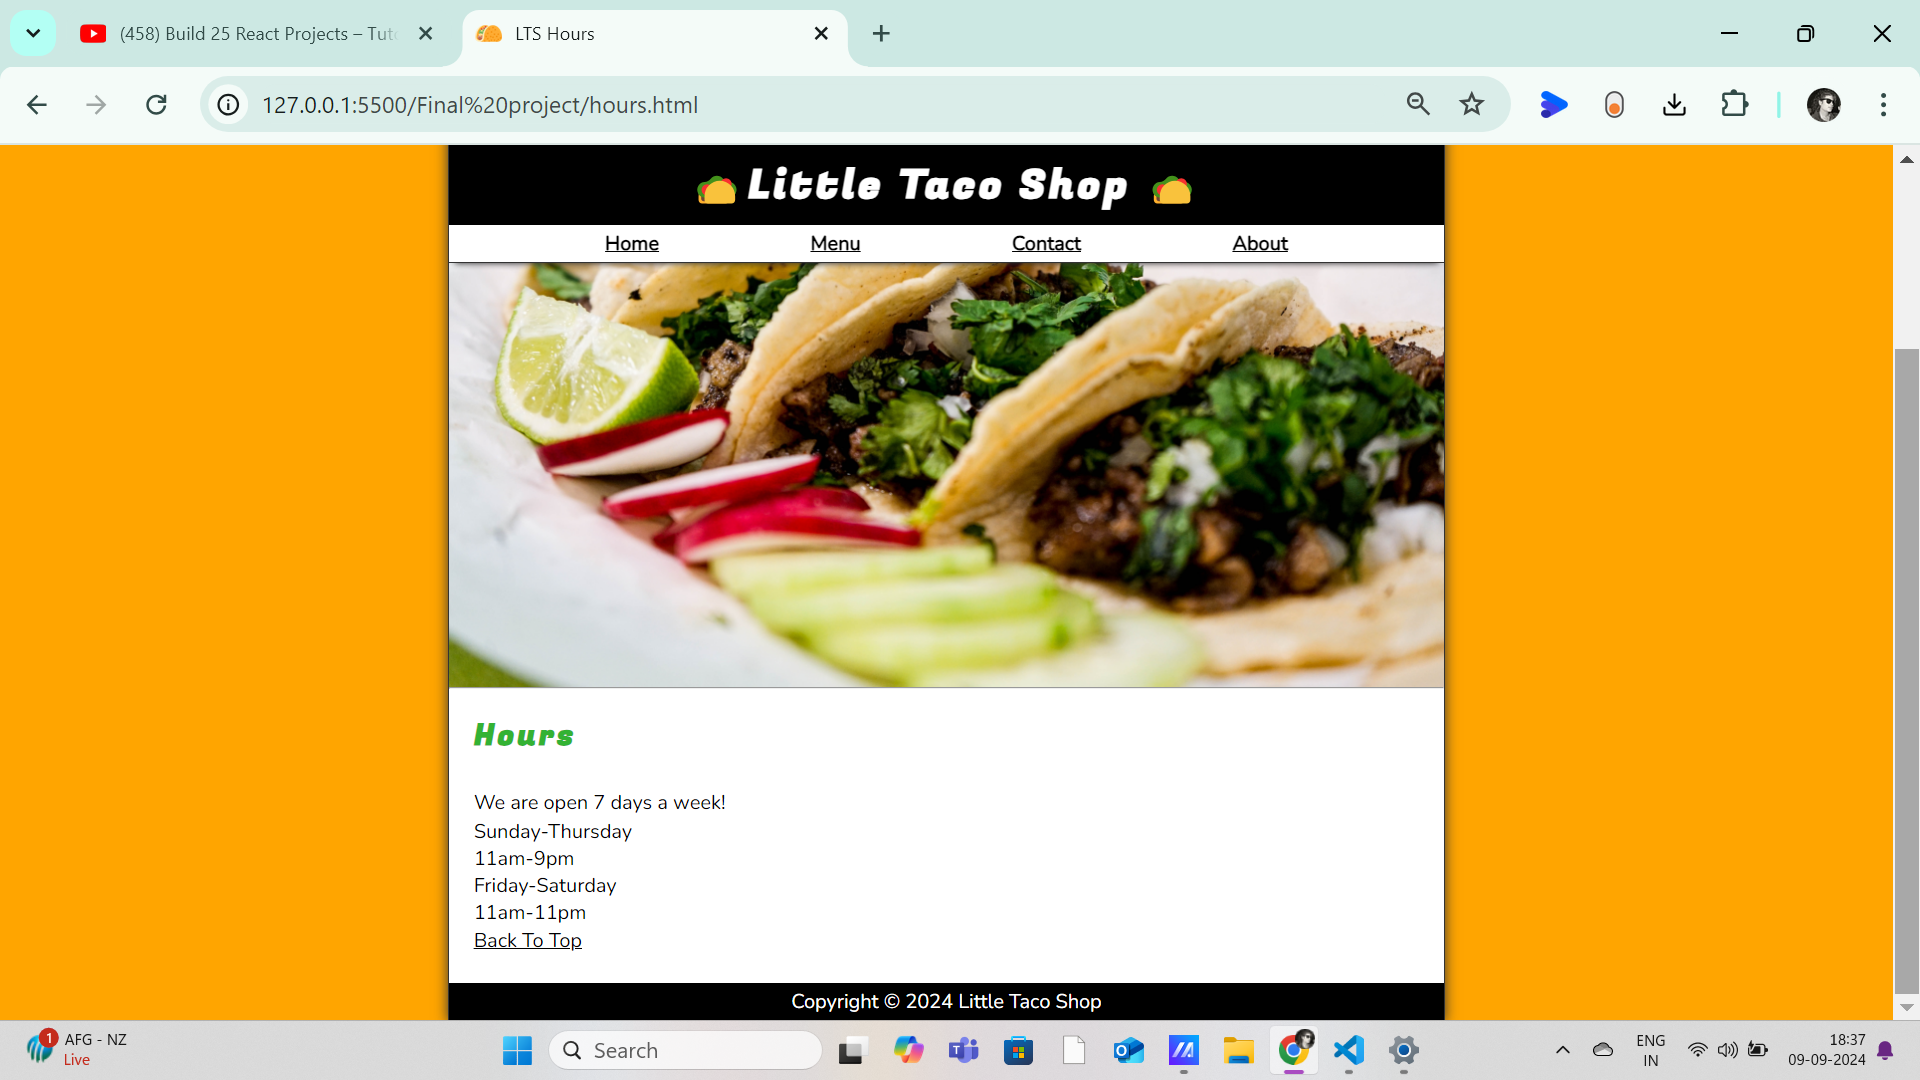 (458) Build 25 React Projects – Tut
LTS Hours
127.0.0.1:5500/Final%20project/hours.html
Little Taco Shop
Home
Menu
Contact
About
Hours
We are open 7 days a week!
Sunday-Thursday
11am-9pm
Friday-Saturday
11am-11pm
Back To Top
Copyright © 2024 Little Taco Shop
1
AFG - NZ
Live
Search
ENG
IN
18:37
09-09-2024